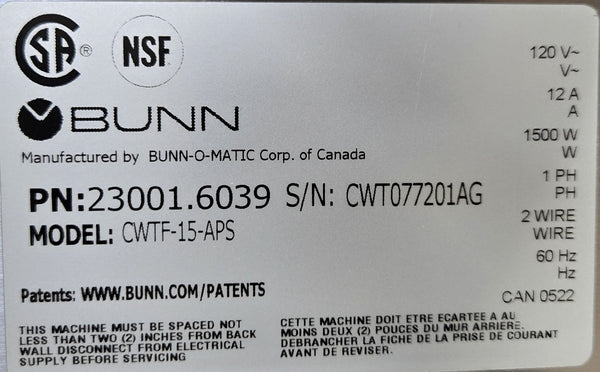 CSA ® NSF
BUNN
Manufactured by BUNN-O-MATIC Corp. of Canada
PN:23001.6039 S/N: CWT077201AG
MODEL: CWTF-15-APS
Patents: WWW.BUNN.COM/PATENTS
THIS MACHINE MUST BE SPACED NOT
LESS THAN TWO (2) INCHES FROM BACK
WALL DISCONNECT FROM ELECTRICAL
SUPPLY BEFORE SERVICING
CETTE MACHINE DOIT ETRE ECARTEE A AU
MOINS DEUX (2) POUCES DU MUR ARRIERE.
DEBRANCHER LA FICHE DE LA PRISE DE COURANT
AVANT DE REVISER.
120 V~
V~
12 A
A
1500 W
W
1 PH
PH
2 WIRE
WIRE
60 Hz
Hz
CAN 0522